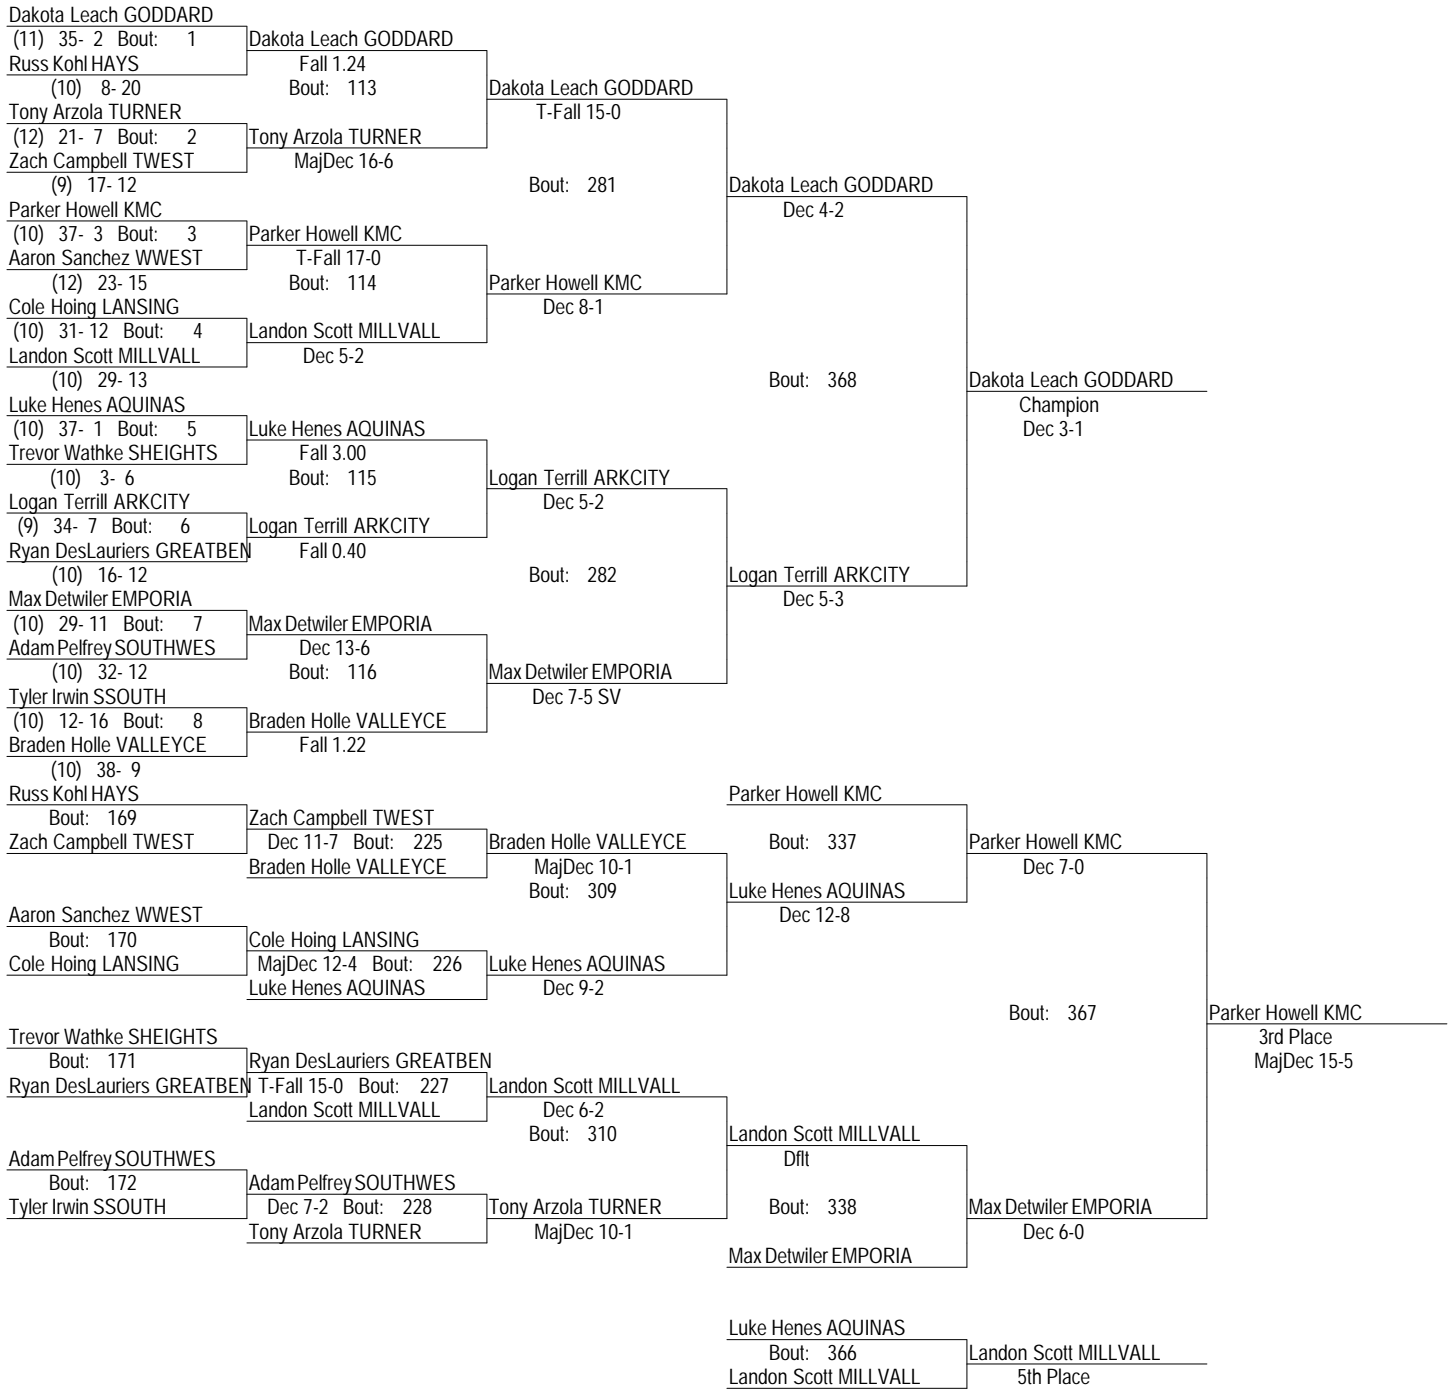 Dakota Leach GODDARD
(11) 35- 2 Bout: 1 Dakota Leach GODDARD
Russ Kohl HAYS Fall 1.24
(10) 8- 20 Bout: 113 Dakota Leach GODDARD
Tony Arzola TURNER T-Fall 15-0
(12) 21- 7 Bout: 2 Tony Arzola TURNER
Zach Campbell TWEST MajDec 16-6
(9) 17- 12 Bout: 281 Dakota Leach GODDARD
Parker Howell KMC Dec 4-2
(10) 37- 3 Bout: 3 Parker Howell KMC
Aaron Sanchez WWEST T-Fall 17-0
(12) 23- 15 Bout: 114 Parker Howell KMC
Cole Hoing LANSING Dec 8-1
(10) 31- 12 Bout: 4 Landon Scott MILLVALL
Landon Scott MILLVALL Dec 5-2
(10) 29- 13 Bout: 368 Dakota Leach GODDARD
Luke Henes AQUINAS Champion
(10) 37- 1 Bout: 5 Luke Henes AQUINAS Dec 3-1
Trevor Wathke SHEIGHTS Fall 3.00
(10) 3- 6 Bout: 115 Logan Terrill ARKCITY
Logan Terrill ARKCITY Dec 5-2
(9) 34- 7 Bout: 6 Logan Terrill ARKCITY
Ryan DesLauriers GREATBEN Fall 0.40
(10) 16- 12 Bout: 282 Logan Terrill ARKCITY
Max Detwiler EMPORIA Dec 5-3
(10) 29- 11 Bout: 7 Max Detwiler EMPORIA
Adam Pelfrey SOUTHWES Dec 13-6
(10) 32- 12 Bout: 116 Max Detwiler EMPORIA
Tyler Irwin SSOUTH Dec 7-5 SV
(10) 12- 16 Bout: 8 Braden Holle VALLEYCE
Braden Holle VALLEYCE Fall 1.22
(10) 38- 9
Russ Kohl HAYS Parker Howell KMC
Bout: 169 Zach Campbell TWEST
Zach Campbell TWEST Dec 11-7 Bout: 225 Braden Holle VALLEYCE Bout: 337 Parker Howell KMC
Braden Holle VALLEYCE MajDec 10-1 Dec 7-0
Bout: 309 Luke Henes AQUINAS
Aaron Sanchez WWEST Dec 12-8
Bout: 170 Cole Hoing LANSING
Cole Hoing LANSING MajDec 12-4 Bout: 226 Luke Henes AQUINAS
Luke Henes AQUINAS Dec 9-2
Bout: 367 Parker Howell KMC
Trevor Wathke SHEIGHTS 3rd Place
Bout: 171 Ryan DesLauriers GREATBEN MajDec 15-5
Ryan DesLauriers GREATBEN T-Fall 15-0 Bout: 227 Landon Scott MILLVALL
Landon Scott MILLVALL Dec 6-2
Bout: 310 Landon Scott MILLVALL
Adam Pelfrey SOUTHWES Dflt
Bout: 172 Adam Pelfrey SOUTHWES
Tyler Irwin SSOUTH Dec 7-2 Bout: 228 Tony Arzola TURNER Bout: 338 Max Detwiler EMPORIA
Tony Arzola TURNER MajDec 10-1 Dec 6-0
Max Detwiler EMPORIA
Luke Henes AQUINAS
Bout: 366 Landon Scott MILLVALL
Landon Scott MILLVALL 5th Place